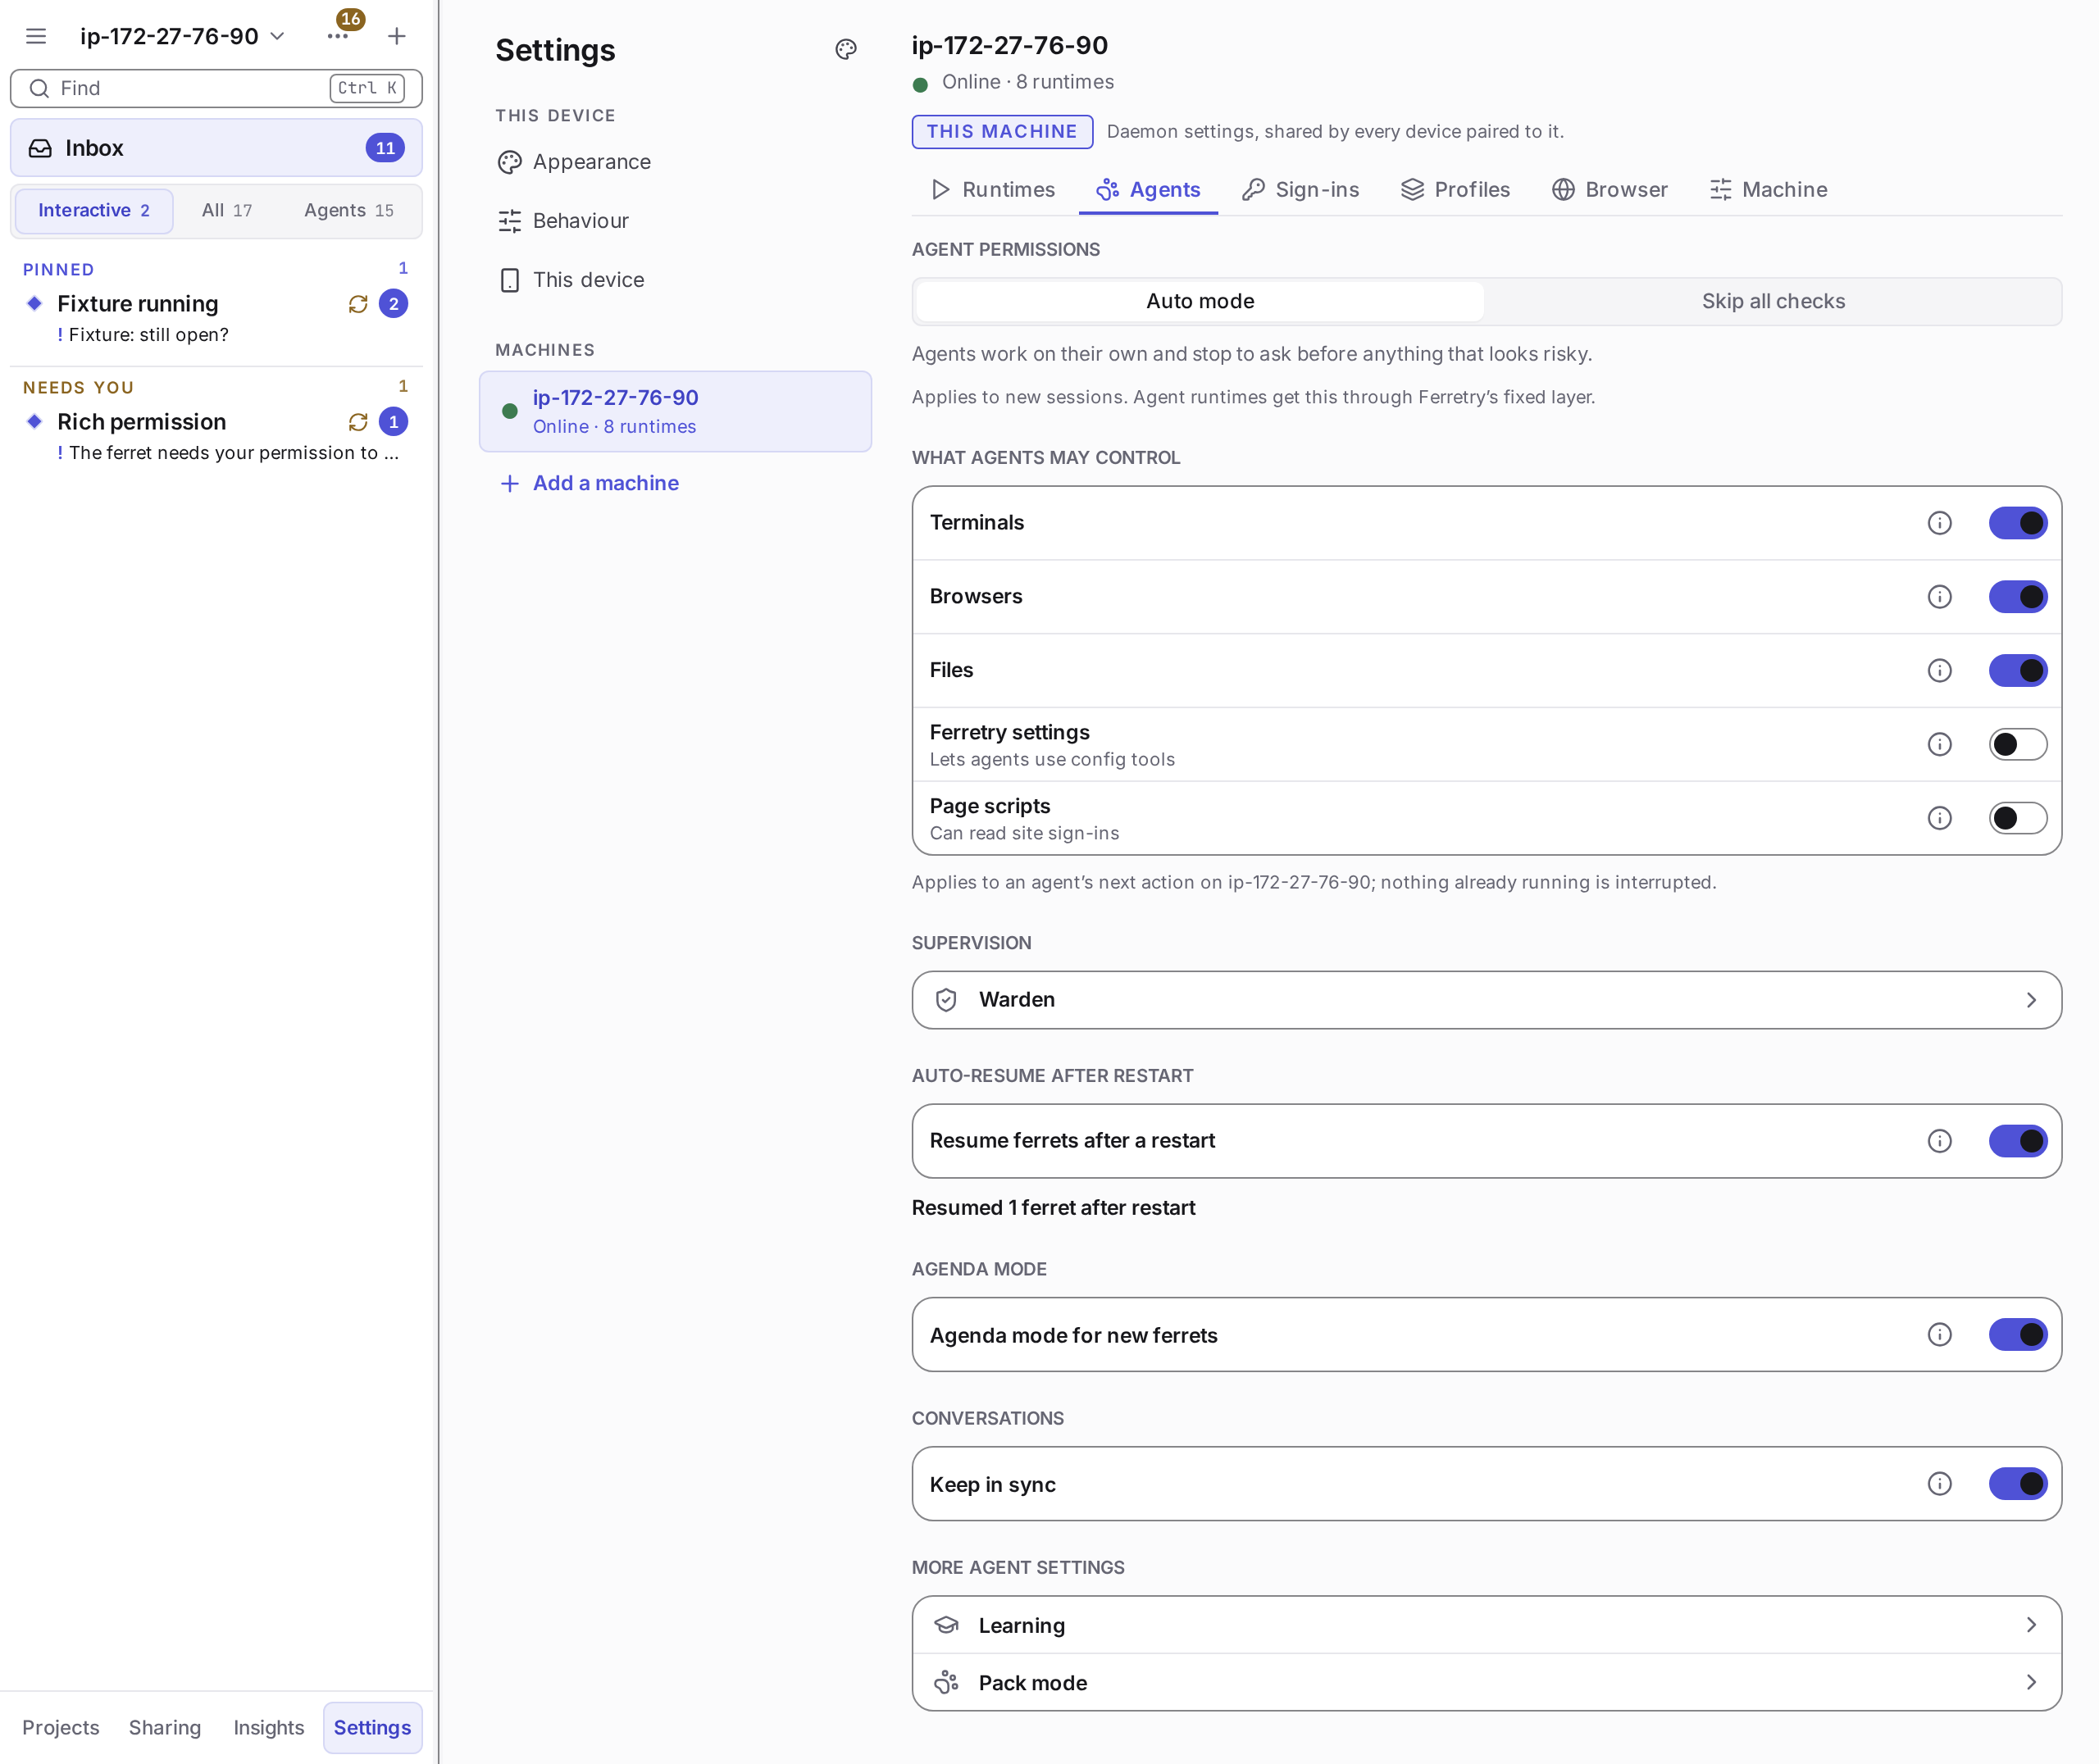 ip-172-27-76-90
16
Find
Ctrl K
Inbox
11
Interactive 2
All 17
Agents 15
PINNED
1
Fixture running
2
! Fixture: still open?
NEEDS YOU
1
Rich permission
1
! The ferret needs your permission to ...
Projects
Sharing
Insights
Settings
Settings
THIS DEVICE
Appearance
Behaviour
This device
MACHINES
ip-172-27-76-90
Online · 8 runtimes
Add a machine
ip-172-27-76-90
Online · 8 runtimes
THIS MACHINE
Daemon settings, shared by every device paired to it.
Runtimes
Agents
Sign-ins
Profiles
Browser
Machine
AGENT PERMISSIONS
Auto mode
Skip all checks
Agents work on their own and stop to ask before anything that looks risky.
Applies to new sessions. Agent runtimes get this through Ferretry’s fixed layer.
WHAT AGENTS MAY CONTROL
Terminals
Browsers
Files
Ferretry settings
Lets agents use config tools
Page scripts
Can read site sign-ins
Applies to an agent’s next action on ip-172-27-76-90; nothing already running is interrupted.
SUPERVISION
Warden
AUTO-RESUME AFTER RESTART
Resume ferrets after a restart
Resumed 1 ferret after restart
AGENDA MODE
Agenda mode for new ferrets
CONVERSATIONS
Keep in sync
MORE AGENT SETTINGS
Learning
Pack mode